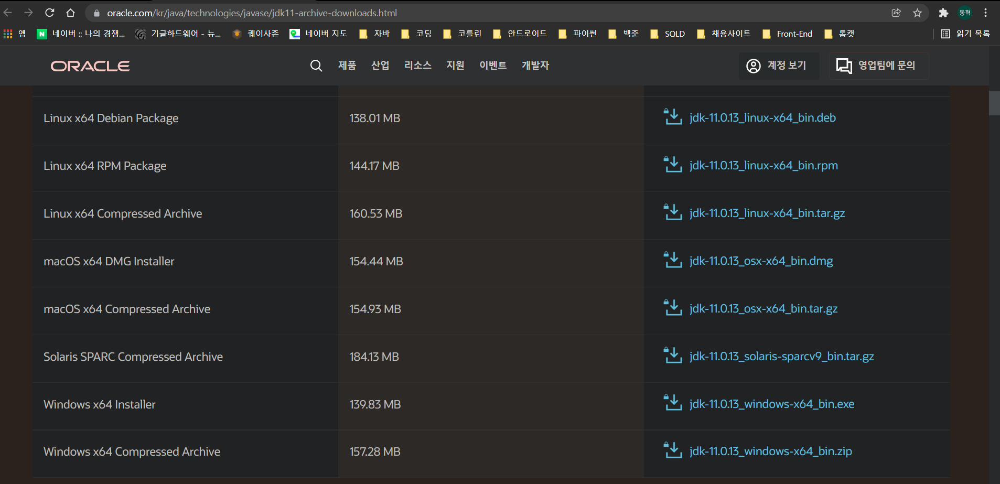 oracle.com/kr/java/technologies/javase/jdk11-archive-downloads.html
동혁
앱 네이버 :: 나의 경쟁... 기글하드웨어 - 뉴... 퀘이사존 네이버 지도 자바 코딩 코틀린 안드로이드 파이썬 백준 SQLD 채용사이트 Front-End 톰캣 읽기 목록
ORACLE 제품 산업 리소스 지원 이벤트 개발자 계정 보기 영업팀에 문의
Linux x64 Debian Package 138.01 MB jdk-11.0.13_linux-x64_bin.deb
Linux x64 RPM Package 144.17 MB jdk-11.0.13_linux-x64_bin.rpm
Linux x64 Compressed Archive 160.53 MB jdk-11.0.13_linux-x64_bin.tar.gz
macOS x64 DMG Installer 154.44 MB jdk-11.0.13_osx-x64_bin.dmg
macOS x64 Compressed Archive 154.93 MB jdk-11.0.13_osx-x64_bin.tar.gz
Solaris SPARC Compressed Archive 184.13 MB jdk-11.0.13_solaris-sparcv9_bin.tar.gz
Windows x64 Installer 139.83 MB jdk-11.0.13_windows-x64_bin.exe
Windows x64 Compressed Archive 157.28 MB jdk-11.0.13_windows-x64_bin.zip